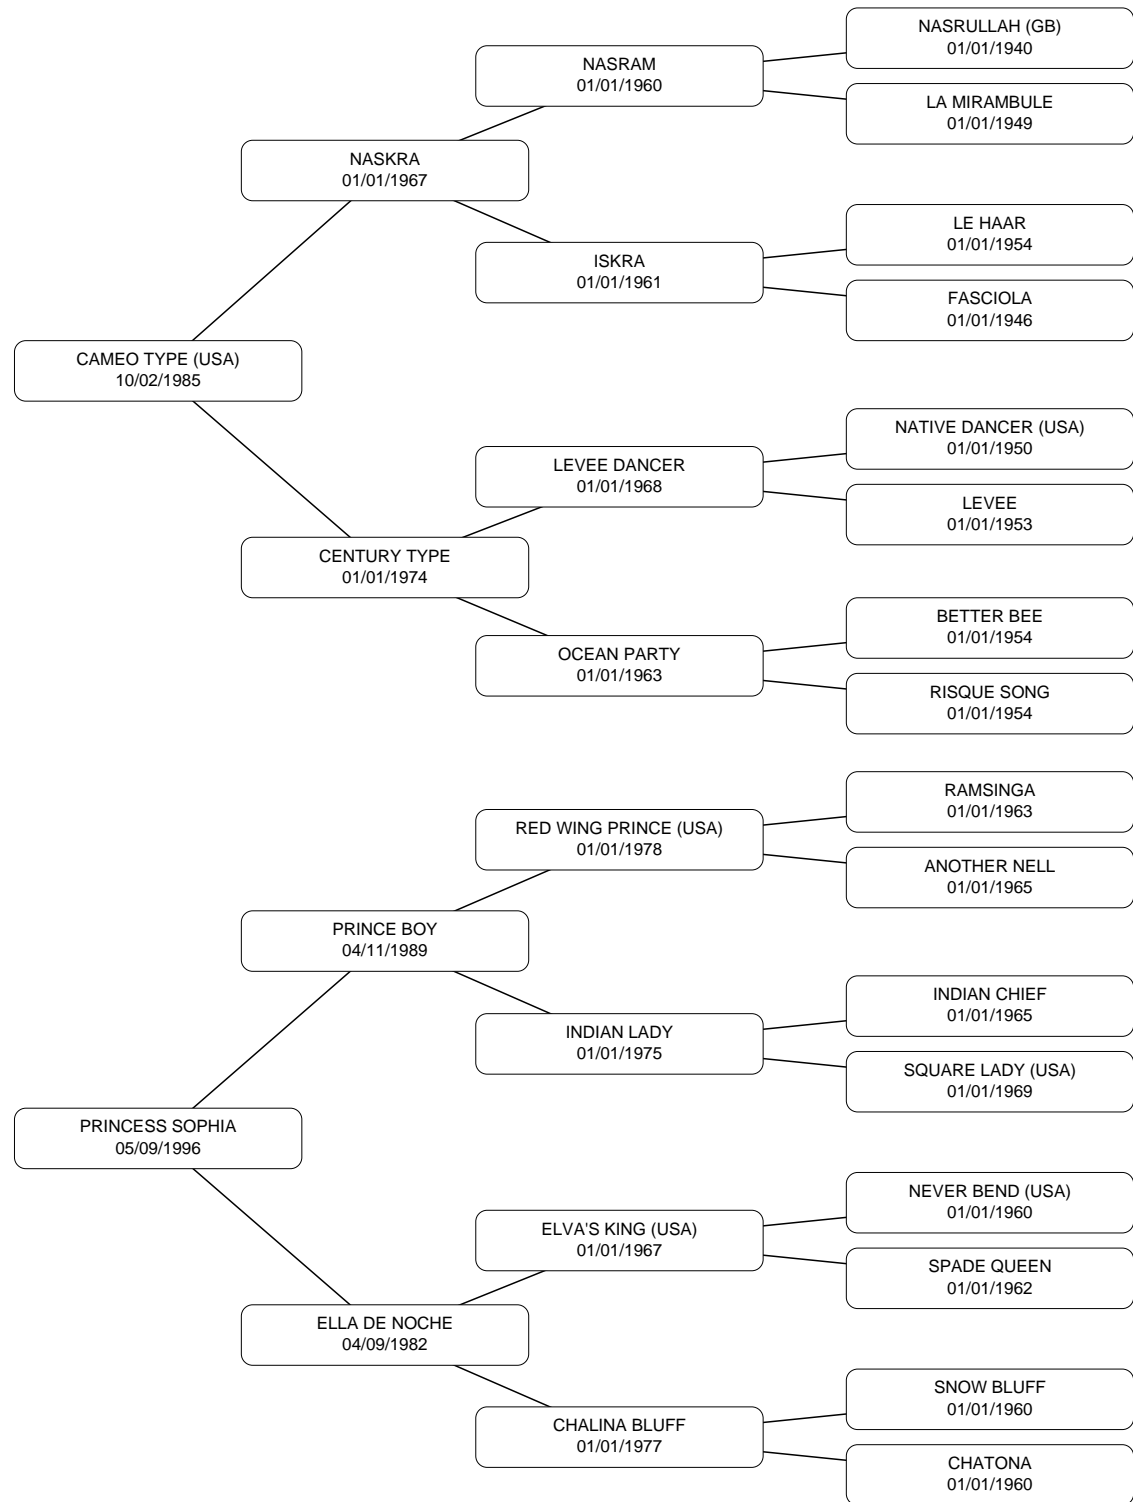 NASRULLAH (GB)
01/01/1940
NASRAM
01/01/1960
LA MIRAMBULE
01/01/1949
NASKRA
01/01/1967
LE HAAR
01/01/1954
ISKRA
01/01/1961
FASCIOLA
01/01/1946
CAMEO TYPE (USA)
10/02/1985
NATIVE DANCER (USA)
01/01/1950
LEVEE DANCER
01/01/1968
LEVEE
01/01/1953
CENTURY TYPE
01/01/1974
BETTER BEE
01/01/1954
OCEAN PARTY
01/01/1963
RISQUE SONG
01/01/1954
RAMSINGA
01/01/1963
RED WING PRINCE (USA)
01/01/1978
ANOTHER NELL
01/01/1965
PRINCE BOY
04/11/1989
INDIAN CHIEF
01/01/1965
INDIAN LADY
01/01/1975
SQUARE LADY (USA)
01/01/1969
PRINCESS SOPHIA
05/09/1996
NEVER BEND (USA)
01/01/1960
ELVA'S KING (USA)
01/01/1967
SPADE QUEEN
01/01/1962
ELLA DE NOCHE
04/09/1982
SNOW BLUFF
01/01/1960
CHALINA BLUFF
01/01/1977
CHATONA
01/01/1960